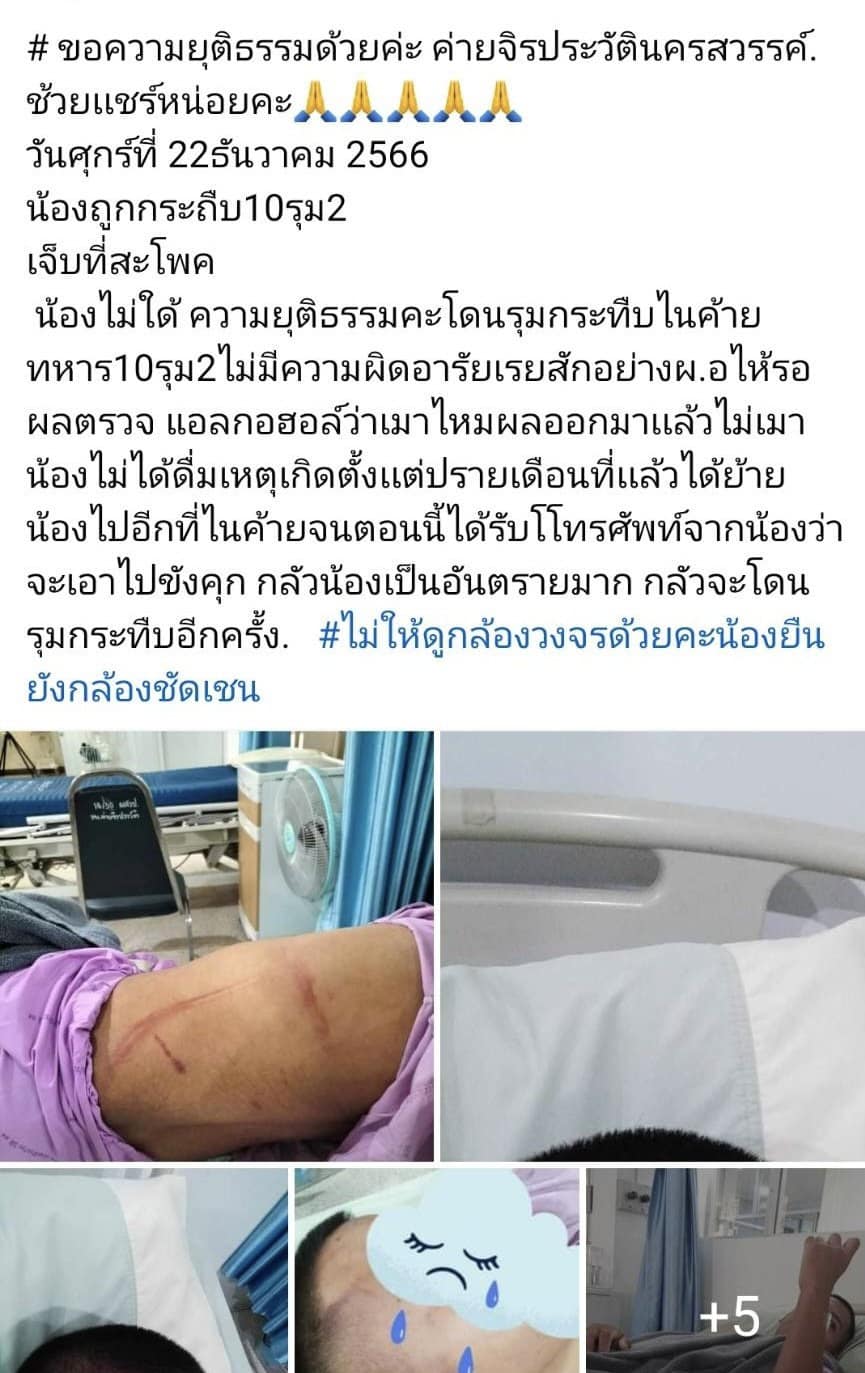 # ขอความยุติธรรมด้วยค่ะ ค่ายจิรประวัตินครสวรรค์.
ช้วยแชร์หน่อยคะ🙏🙏🙏🙏🙏
วันศุกร์ที่ 22ธันวาคม 2566
น้องถูกกระถืบ10รุม2
เจ็บที่สะโพค
น้องไม่ใด้ ความยุติธรรมคะโดนรุมกระทืบไนค้าย
ทหาร10รุม2ไม่มีความผิดอารัยเรยสักอย่างผ.อไห้รอ
ผลตรวจ แอลกอฮอล์ว่าเมาไหมผลออกมาแล้วไม่เมา
น้องไม่ได้ดื่มเหตุเกิดตั้งแต่ปรายเดือนที่แล้วได้ย้าย
น้องไปอีกที่ไนค้ายจนตอนนี้ได้รับโโทรศัพท์จากน้องว่า
จะเอาไปขังคุก กลัวน้องเป็นอันตรายมาก กลัวจะโดน
รุมกระทืบอีกครั้ง. #ไม่ให้ดูกล้องวงจรด้วยคะน้องยืน
ยังกล้องชัดเชน
+5